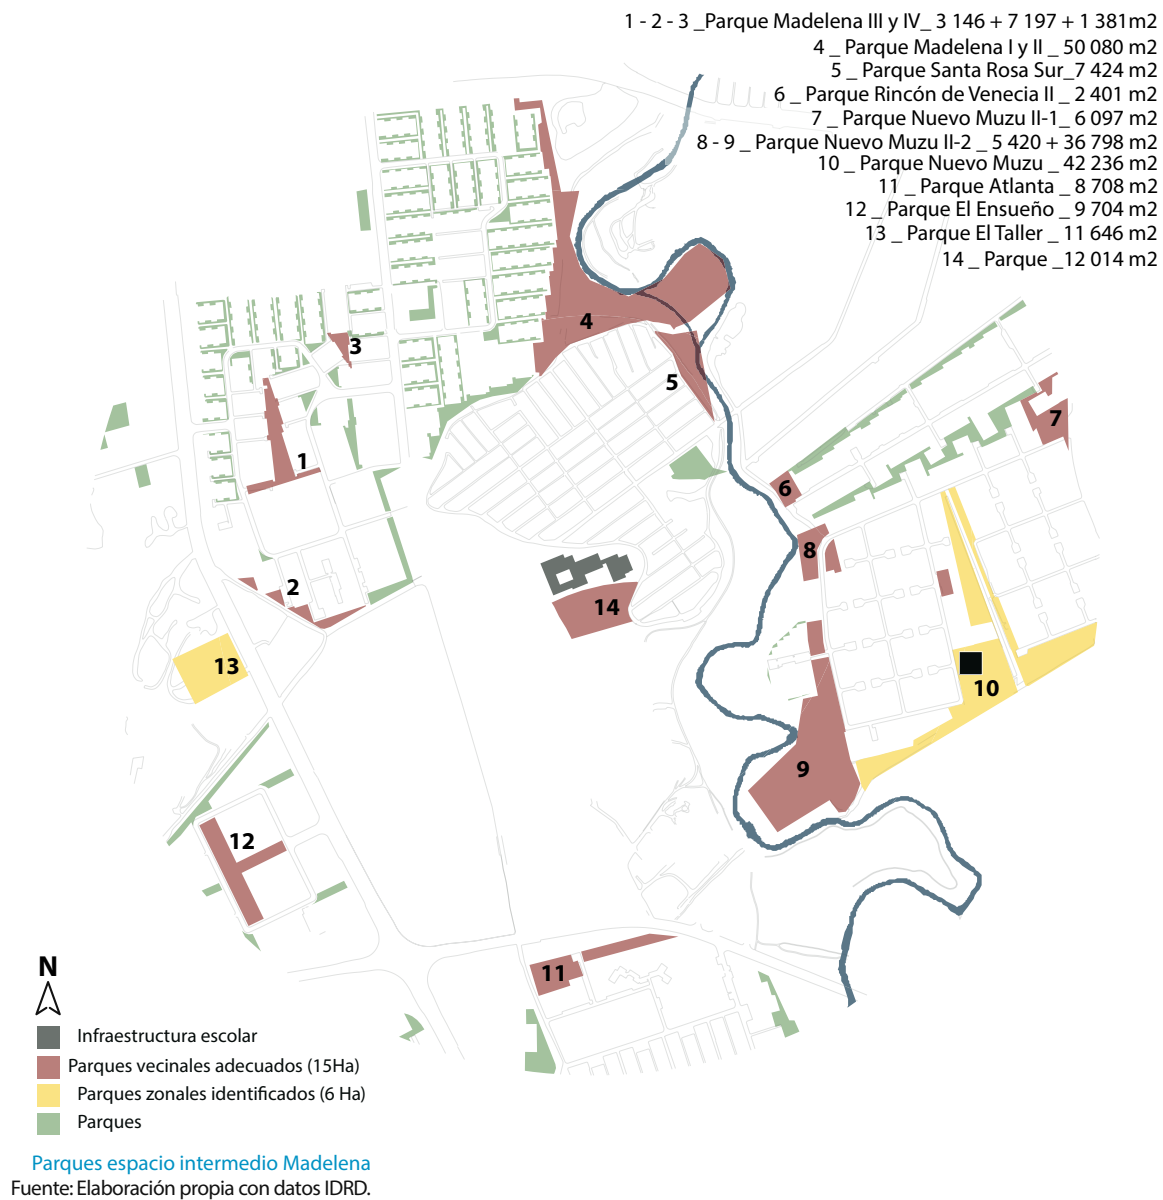 1 - 2 - 3 _Parque Madelena III y IV_ 3 146 + 7 197 + 1 381m2
4 _ Parque Madelena I y II _ 50 080 m2
5 _ Parque Santa Rosa Sur_7 424 m2
6 _ Parque Rincón de Venecia II _ 2 401 m2
7 _ Parque Nuevo Muzu II-1_ 6 097 m2
8 - 9 _ Parque Nuevo Muzu II-2 _ 5 420 + 36 798 m2
10 _ Parque Nuevo Muzu _ 42 236 m2
11 _ Parque Atlanta _ 8 708 m2
12 _ Parque El Ensueño _ 9 704 m2
13 _ Parque El Taller _ 11 646 m2
14 _ Parque _12 014 m2
4
3
5
7
1
6
8
2
14
13
10
9
12
11
N
Infraestructura escolar
Parques vecinales adecuados (15Ha)
Parques zonales identificados (6 Ha)
Parques
Parques espacio intermedio Madelena
Fuente: Elaboración propia con datos IDRD.